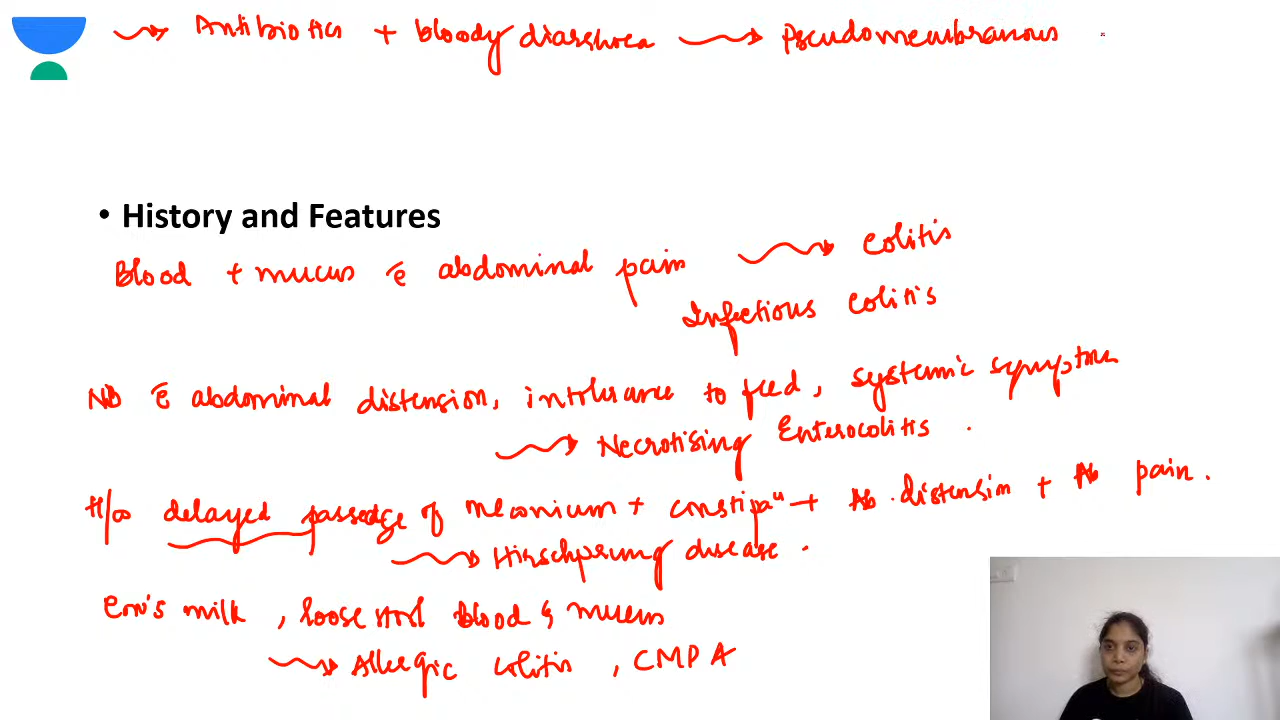 Antibiotics + bloody diarrhoea → Pseudomembranous
• History and Features
Blood + mucus c̄ abdominal pain → Colitis
Infectious Colitis
NB c̄ abdominal distension, intolerance to feed, systemic symptoms
→ Necrotising Enterocolitis.
H/o delayed passage of meconium + constipaⁿ + Ab. distension + Ab pain.
→ Hirschprung disease.
Cow's milk, loose stool blood & mucus
→ Allergic colitis, CMPA